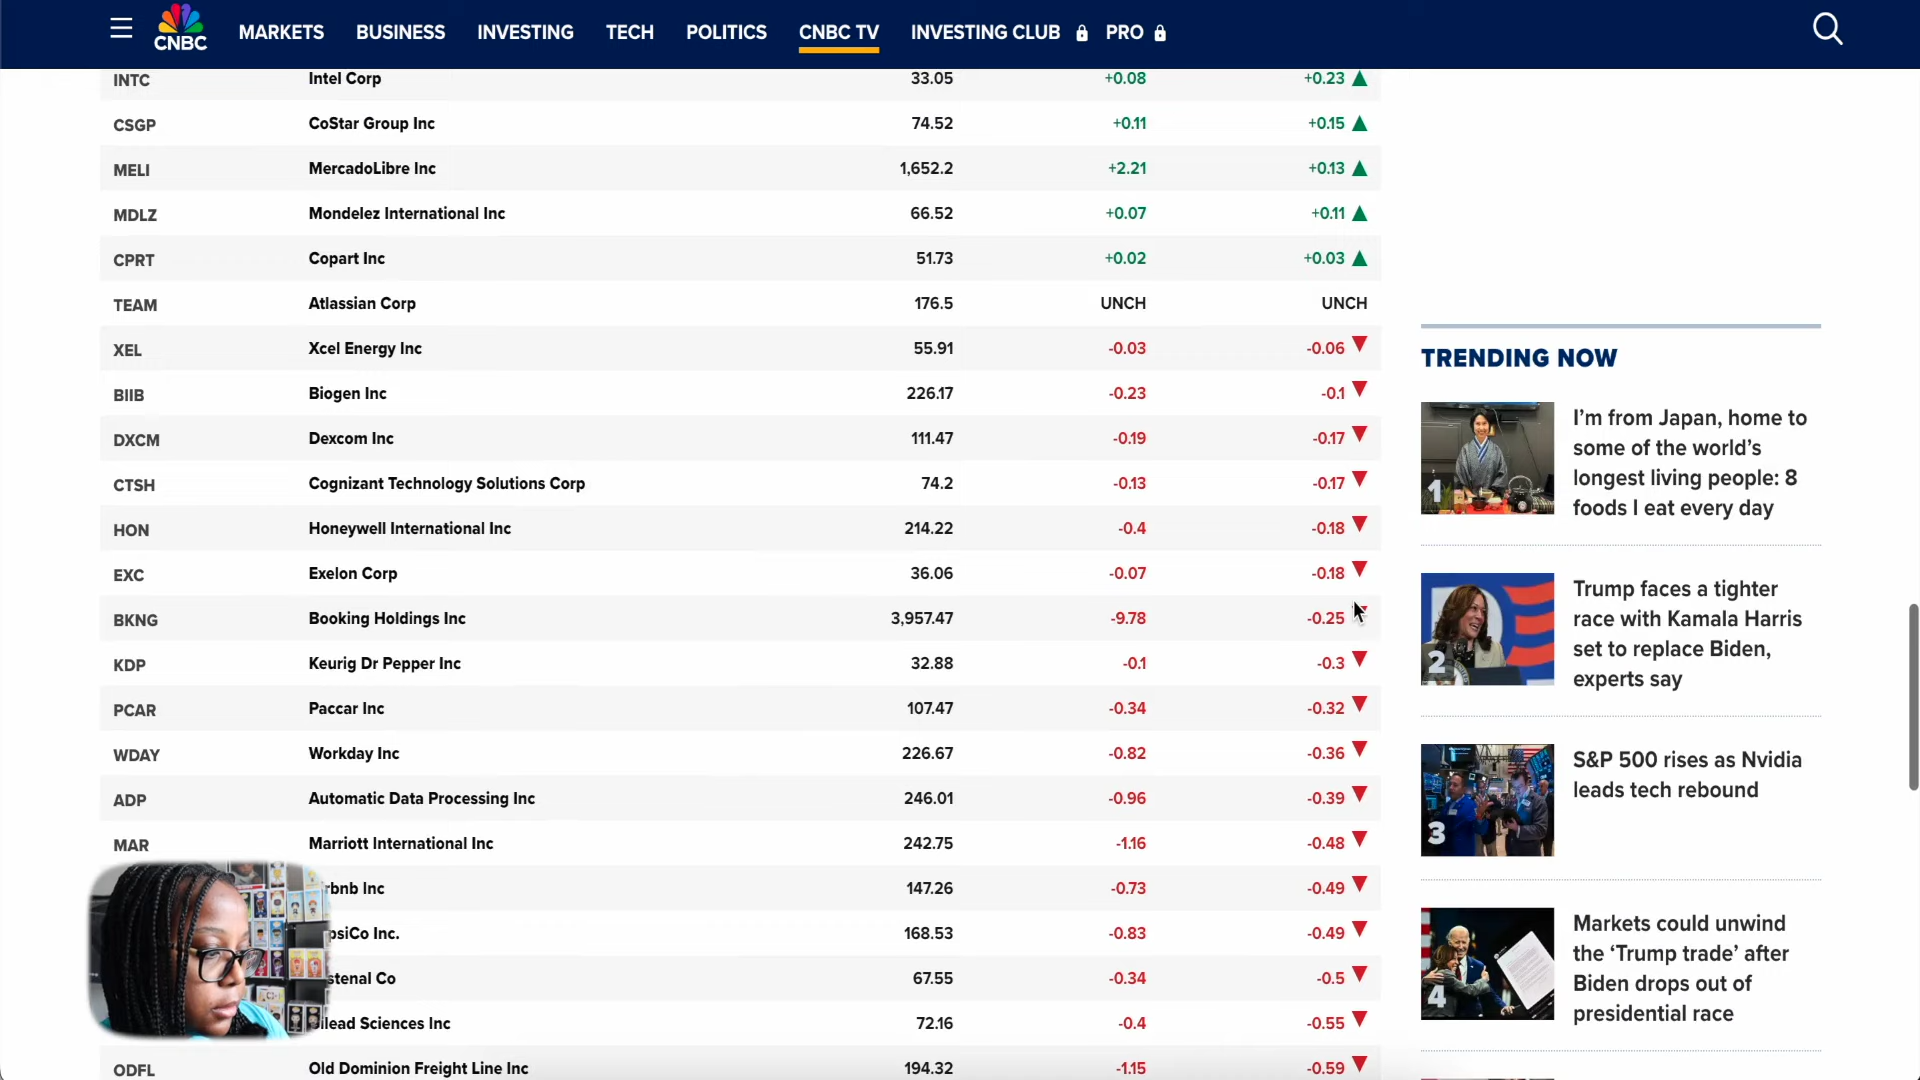 CNBC
MARKETS BUSINESS INVESTING TECH POLITICS CNBC TV INVESTING CLUB PRO
INTC Intel Corp 33.05 +0.08 +0.23
CSGP CoStar Group Inc 74.52 +0.11 +0.15
MELI MercadoLibre Inc 1,652.2 +2.21 +0.13
MDLZ Mondelez International Inc 66.52 +0.07 +0.11
CPRT Copart Inc 51.73 +0.02 +0.03
TEAM Atlassian Corp 176.5 UNCH UNCH
XEL Xcel Energy Inc 55.91 -0.03 -0.06
BIIB Biogen Inc 226.17 -0.23 -0.1
DXCM Dexcom Inc 111.47 -0.19 -0.17
CTSH Cognizant Technology Solutions Corp 74.2 -0.13 -0.17
HON Honeywell International Inc 214.22 -0.4 -0.18
EXC Exelon Corp 36.06 -0.07 -0.18
BKNG Booking Holdings Inc 3,957.47 -9.78 -0.25
KDP Keurig Dr Pepper Inc 32.88 -0.1 -0.3
PCAR Paccar Inc 107.47 -0.34 -0.32
WDAY Workday Inc 226.67 -0.82 -0.36
ADP Automatic Data Processing Inc 246.01 -0.96 -0.39
MAR Marriott International Inc 242.75 -1.16 -0.48
rbnb Inc 147.26 -0.73 -0.49
psiCo Inc. 168.53 -0.83 -0.49
stenal Co 67.55 -0.34 -0.5
ilead Sciences Inc 72.16 -0.4 -0.55
ODFL Old Dominion Freight Line Inc 194.32 -1.15 -0.59
TRENDING NOW
1
I'm from Japan, home to
some of the world's
longest living people: 8
foods I eat every day
2
Trump faces a tighter
race with Kamala Harris
set to replace Biden,
experts say
3
S&P 500 rises as Nvidia
leads tech rebound
4
Markets could unwind
the ‘Trump trade’ after
Biden drops out of
presidential race